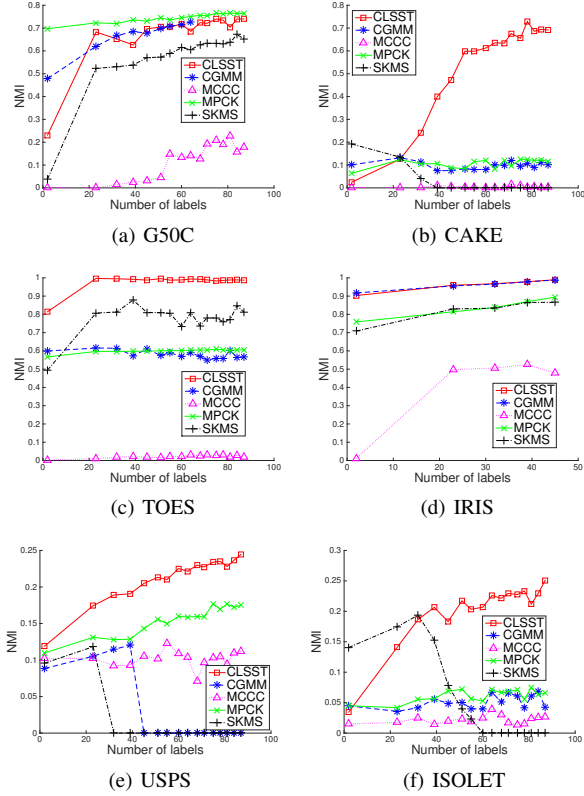 0.8
0.7
0.6
0.5
0.4
0.3
0.2
0.1
0
NMI
CLSST
CGMM
MCCC
MPCK
SKMS
0 20 40 60 80 100
Number of labels
(a) G50C
0.8
0.7
0.6
0.5
0.4
0.3
0.2
0.1
0
NMI
CLSST
CGMM
MCCC
MPCK
SKMS
0 20 40 60 80 100
Number of labels
(b) CAKE
1
0.9
0.8
0.7
0.6
0.5
0.4
0.3
0.2
0.1
0
NMI
CLSST
CGMM
MCCC
MPCK
SKMS
0 20 40 60 80 100
Number of labels
(c) TOES
1
0.9
0.8
0.7
0.6
0.5
0.4
0.3
0.2
0.1
0
NMI
CLSST
CGMM
MCCC
MPCK
SKMS
0 10 20 30 40 50
Number of labels
(d) IRIS
0.25
0.2
0.15
0.1
0.05
0
NMI
CLSST
CGMM
MCCC
MPCK
SKMS
0 20 40 60 80 100
Number of labels
(e) USPS
0.3
0.25
0.2
0.15
0.1
0.05
0
NMI
CLSST
CGMM
MCCC
MPCK
SKMS
0 20 40 60 80 100
Number of labels
(f) ISOLET